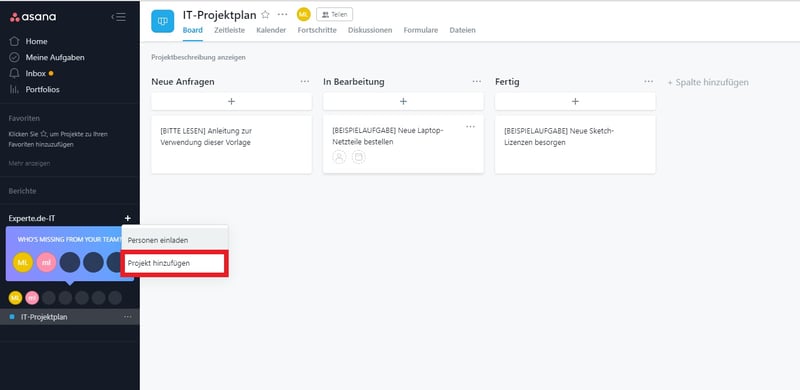 asana
Home
Meine Aufgaben
Inbox
Portfolios
Favoriten
Klicken Sie ☆, um Projekte zu Ihren
Favoriten hinzuzufügen
Mehr anzeigen
Berichte
Experte.de-IT +
WHO'S MISSING FROM YOUR TEAM?
ML ml
ML ml
IT-Projektplan ...
Personen einladen
Projekt hinzufügen
IT-Projektplan ☆ ... ML Teilen
Board Zeitleiste Kalender Fortschritte Diskussionen Formulare Dateien
Projektbeschreibung anzeigen
Neue Anfragen ...
+
[BITTE LESEN] Anleitung zur
Verwendung dieser Vorlage
In Bearbeitung ...
+
[BEISPIELAUFGABE] Neue Laptop- ...
Netzteile bestellen
Fertig ...
+
[BEISPIELAUFGABE] Neue Sketch-
Lizenzen besorgen
+ Spalte hinzufügen